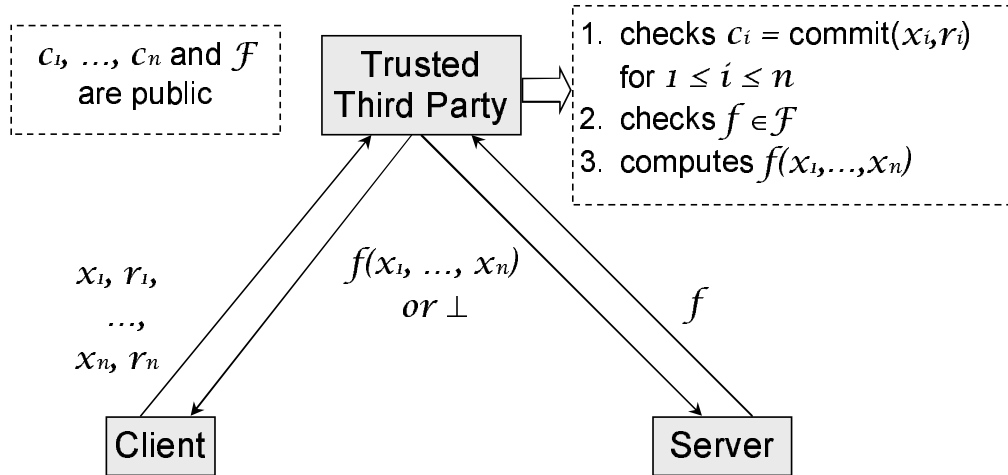 c₁, ..., cₙ and ℱ
are public
Trusted
Third Party
1. checks cᵢ = commit(xᵢ,rᵢ)
for 1 ≤ i ≤ n
2. checks f ∈ ℱ
3. computes f(x₁,...,xₙ)
x₁, r₁,
...,
xₙ, rₙ
f(x₁, ..., xₙ)
or ⊥
f
Client
Server